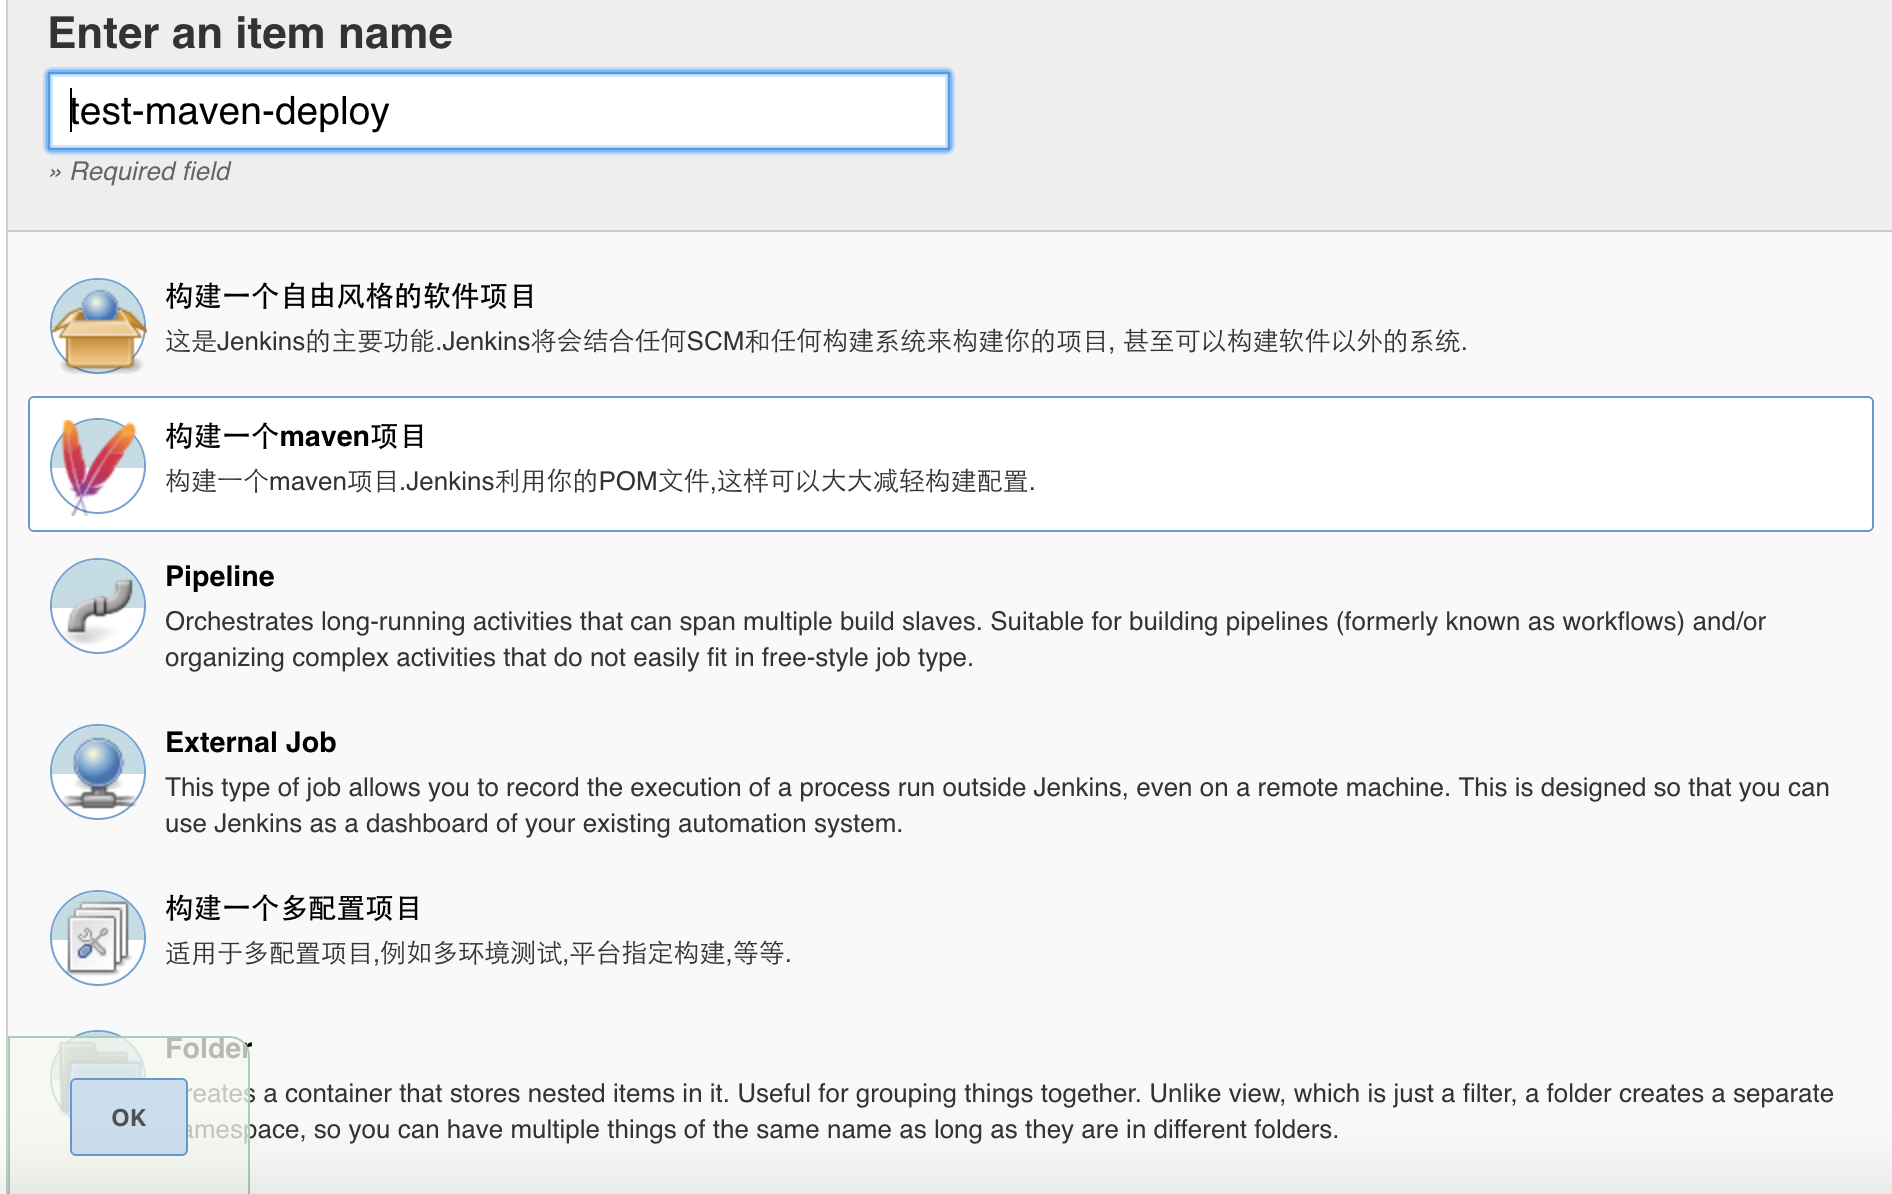 Enter an item name
test-maven-deploy
» Required field
构建一个自由风格的软件项目
这是Jenkins的主要功能.Jenkins将会结合任何SCM和任何构建系统来构建你的项目, 甚至可以构建软件以外的系统.
构建一个maven项目
构建一个maven项目.Jenkins利用你的POM文件,这样可以大大减轻构建配置.
Pipeline
Orchestrates long-running activities that can span multiple build slaves. Suitable for building pipelines (formerly known as workflows) and/or
organizing complex activities that do not easily fit in free-style job type.
External Job
This type of job allows you to record the execution of a process run outside Jenkins, even on a remote machine. This is designed so that you can
use Jenkins as a dashboard of your existing automation system.
构建一个多配置项目
适用于多配置项目,例如多环境测试,平台指定构建,等等.
Folder
reates a container that stores nested items in it. Useful for grouping things together. Unlike view, which is just a filter, a folder creates a separate
amespace, so you can have multiple things of the same name as long as they are in different folders.
OK